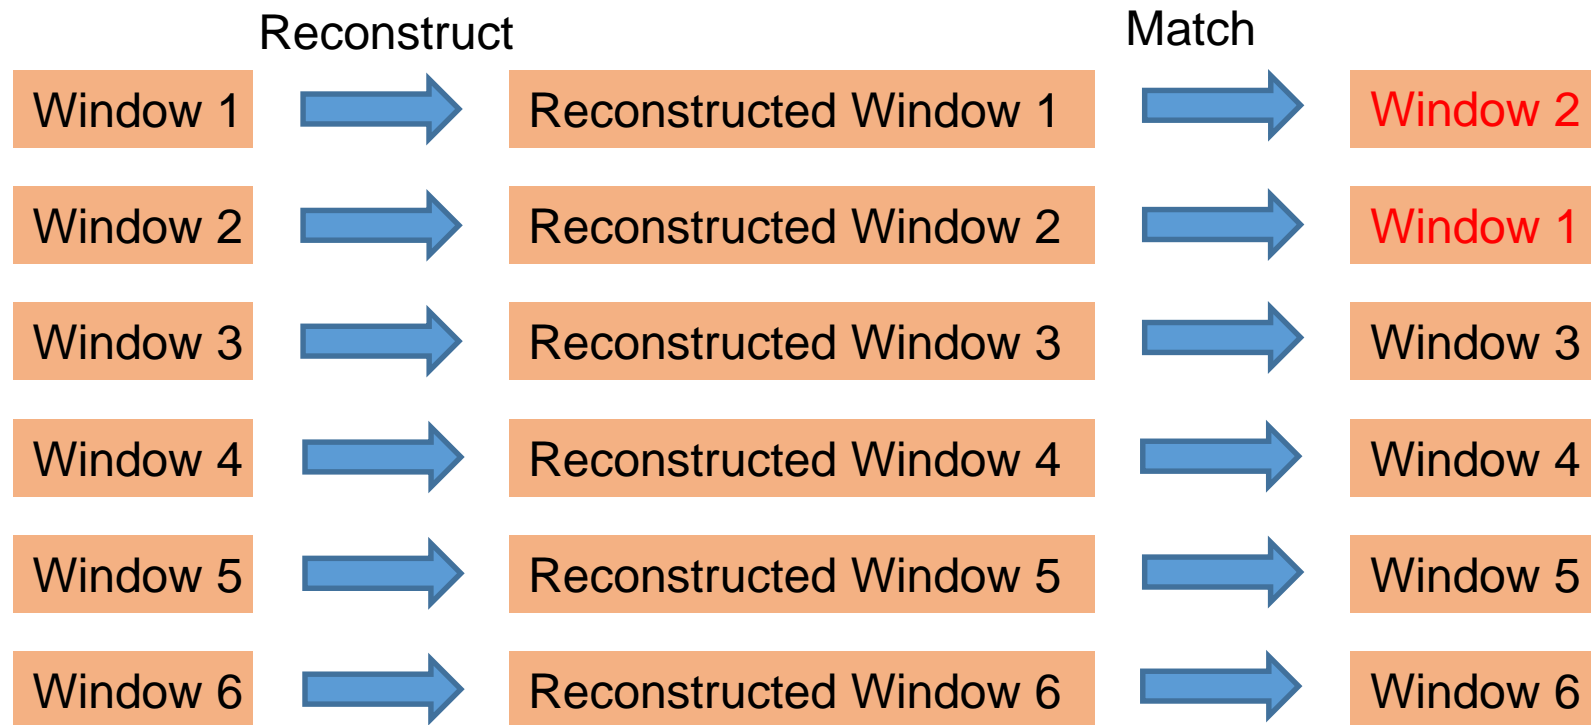 Reconstruct Match
Window 1 Reconstructed Window 1 Window 2
Window 2 Reconstructed Window 2 Window 1
Window 3 Reconstructed Window 3 Window 3
Window 4 Reconstructed Window 4 Window 4
Window 5 Reconstructed Window 5 Window 5
Window 6 Reconstructed Window 6 Window 6